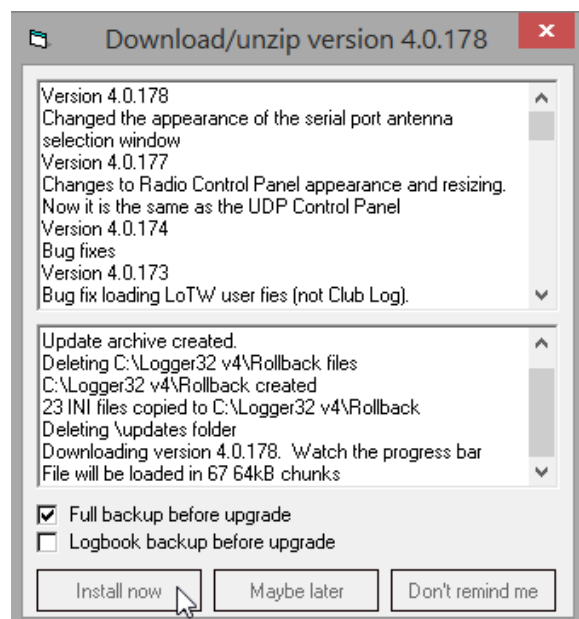 Download/unzip version 4.0.178
Version 4.0.178
Changed the appearance of the serial port antenna
selection window
Version 4.0.177
Changes to Radio Control Panel appearance and resizing.
Now it is the same as the UDP Control Panel
Version 4.0.174
Bug fixes
Version 4.0.173
Bug fix loading LoTW user fies (not Club Log).
Update archive created.
Deleting C:\Logger32 v4\Rollback files
C:\Logger32 v4\Rollback created
23 INI files copied to C:\Logger32 v4\Rollback
Deleting \updates folder
Downloading version 4.0.178.  Watch the progress bar
File will be loaded in 67 64kB chunks
Full backup before upgrade
Logbook backup before upgrade
Install now
Maybe later
Don't remind me